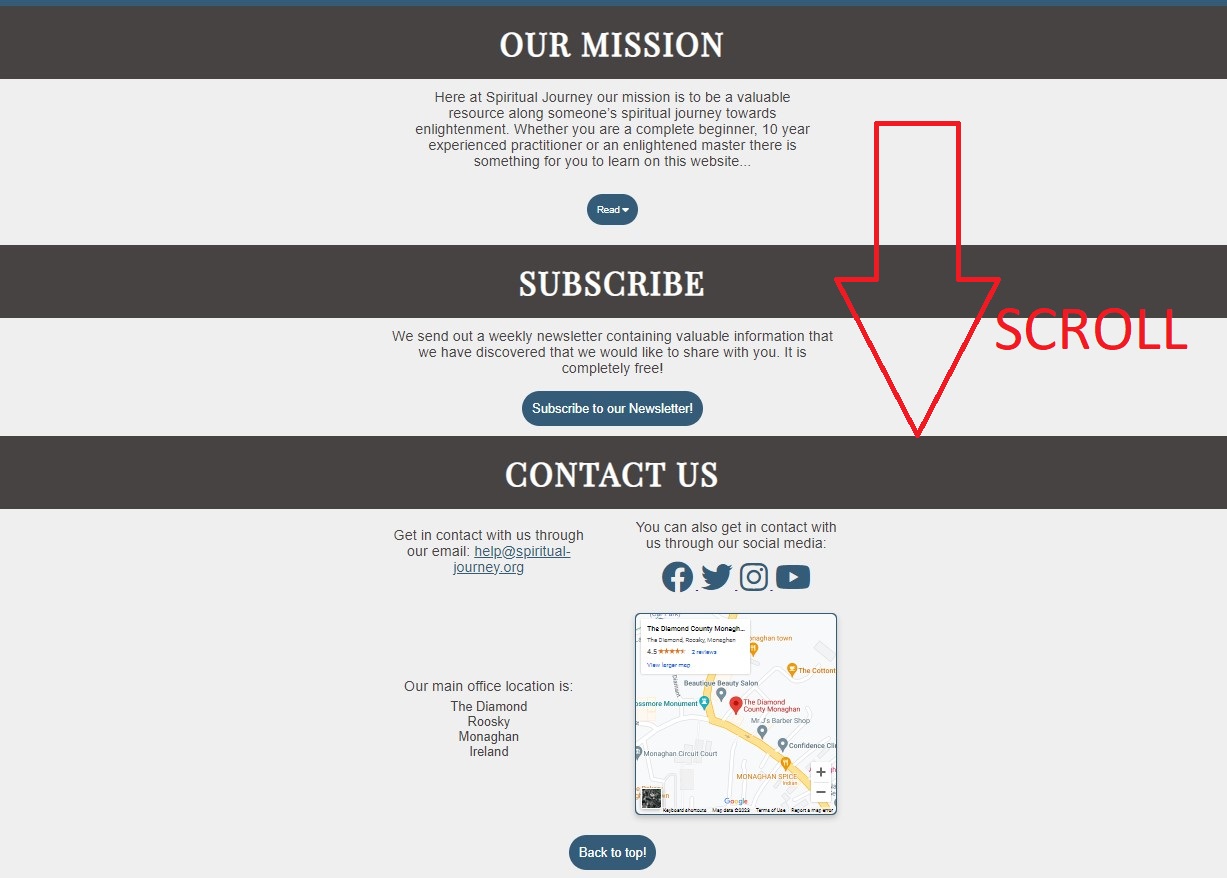 OUR MISSION
Here at Spiritual Journey our mission is to be a valuable
resource along someone's spiritual journey towards
enlightenment. Whether you are a complete beginner, 10 year
experienced practitioner or an enlightened master there is
something for you to learn on this website...
Read
SUBSCRIBE
SCROLL
We send out a weekly newsletter containing valuable information that
we have discovered that we would like to share with you. It is
completely free!
Subscribe to our Newsletter!
CONTACT US
Get in contact with us through
our email: help@spiritual-
journey.org
You can also get in contact with
us through our social media:
Our main office location is:
The Diamond
Roosky
Monaghan
Ireland
The Diamond County Monagh...
The Diamond, Roosky, Monaghan
4.5 2 reviews
View larger map
onaghan town
The Cottont
Beautique Beauty Salon
Diamant
ossmore Monument
The Diamond
County Monaghan
Mr J's Barber Shop
Confidence Cli
Monaghan Circuit Court
MONAGHAN SPICE
Indian
Google
Keyboard shortcuts Map data ©2023 Terms of Use Report a map error
Back to top!